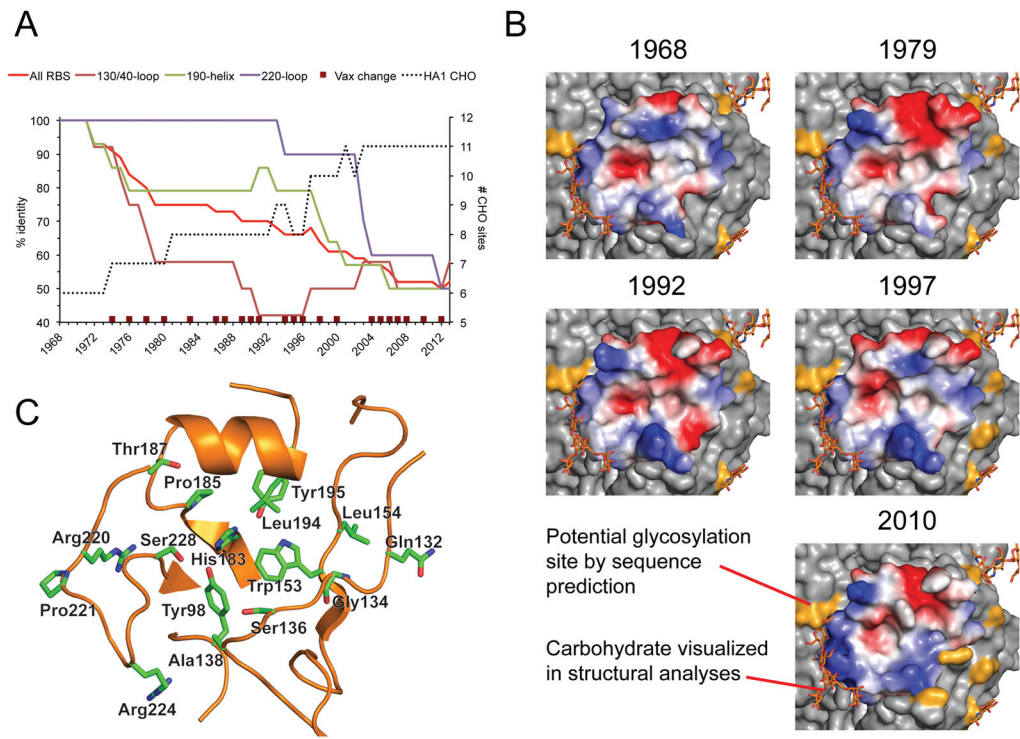 A
All RBS 130/40-loop 190-helix 220-loop Vax change HA1 CHO
% identity
100
90
80
70
60
50
40
12
11
10
9
8
7
6
5
# CHO sites
1968 1972 1976 1980 1984 1988 1992 1996 2000 2004 2008 2012
B
1968 1979
1992 1997
2010
Potential glycosylation
site by sequence
prediction
Carbohydrate visualized
in structural analyses
C
Thr187
Pro185
Tyr195
Leu194
Leu154
Arg220
Ser228
His183
Gln132
Trp153
Pro221
Tyr98
Gly134
Ser136
Ala138
Arg224